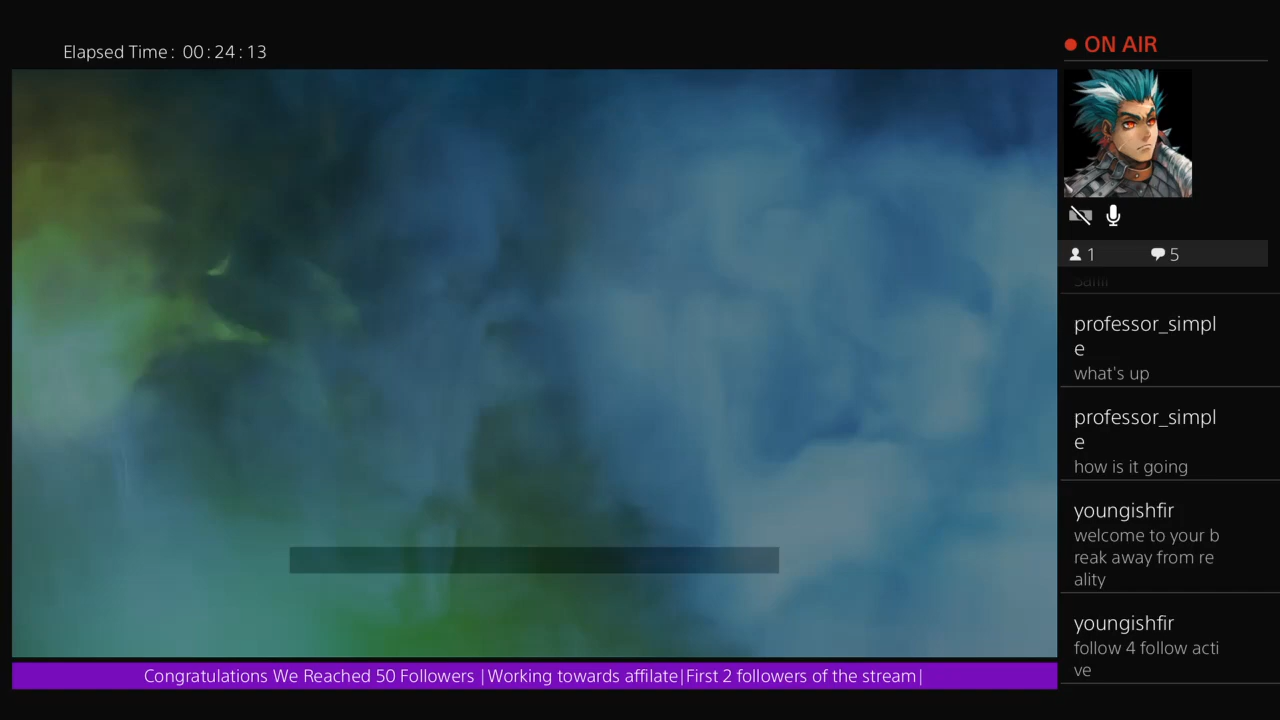 Elapsed Time: 00:24:13
ON AIR
1
5
professor_simpl
e
what's up
professor_simpl
e
how is it going
youngishfir
welcome to your b
reak away from re
ality
youngishfir
follow 4 follow acti
ve
Congratulations We Reached 50 Followers |Working towards affilate|First 2 followers of the stream|